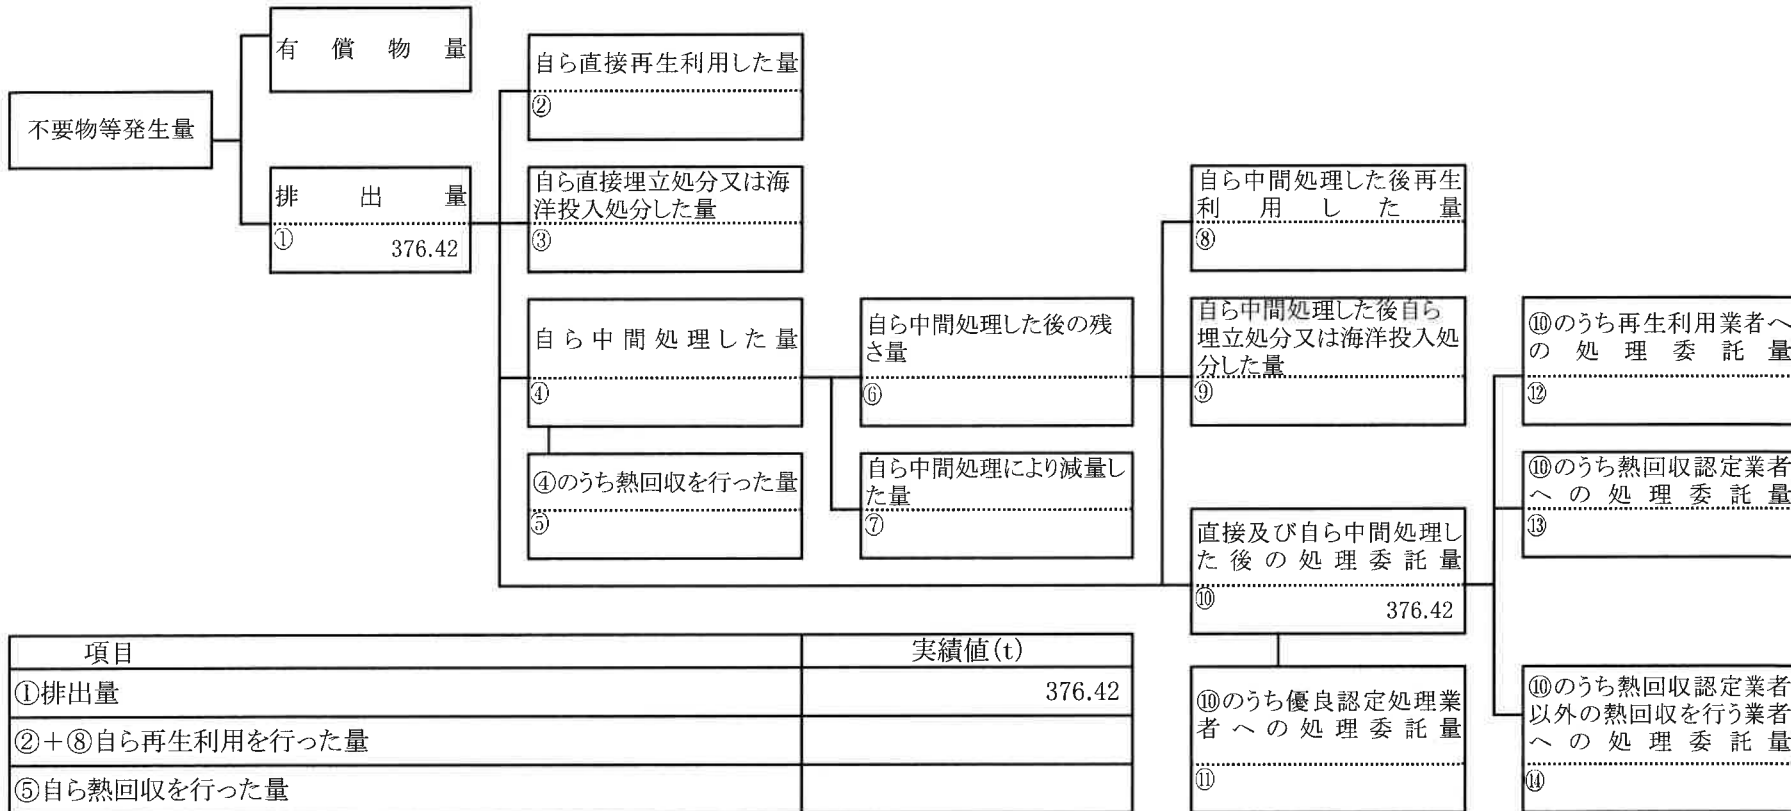 有償物量
不要物等発生量
排出量
①
376.42
自ら直接再生利用した量
②
自ら直接埋立処分又は海
洋投入処分した量
③
自ら中間処理した量
④
④のうち熱回収を行った量
⑤
自ら中間処理した後の残
さ量
⑥
自ら中間処理により減量し
た量
⑦
自ら中間処理した後再生
利用した量
⑧
自ら中間処理した後自ら
埋立処分又は海洋投入処
分した量
⑨
直接及び自ら中間処理し
た後の処理委託量
⑩
376.42
⑩のうち優良認定処理業
者への処理委託量
⑪
⑩のうち再生利用業者へ
の処理委託量
⑫
⑩のうち熱回収認定業者
への処理委託量
⑬
⑩のうち熱回収認定業者
以外の熱回収を行う業者
への処理委託量
⑭
項目 実績値(t)
①排出量 376.42
②+⑧自ら再生利用を行った量
⑤自ら熱回収を行った量